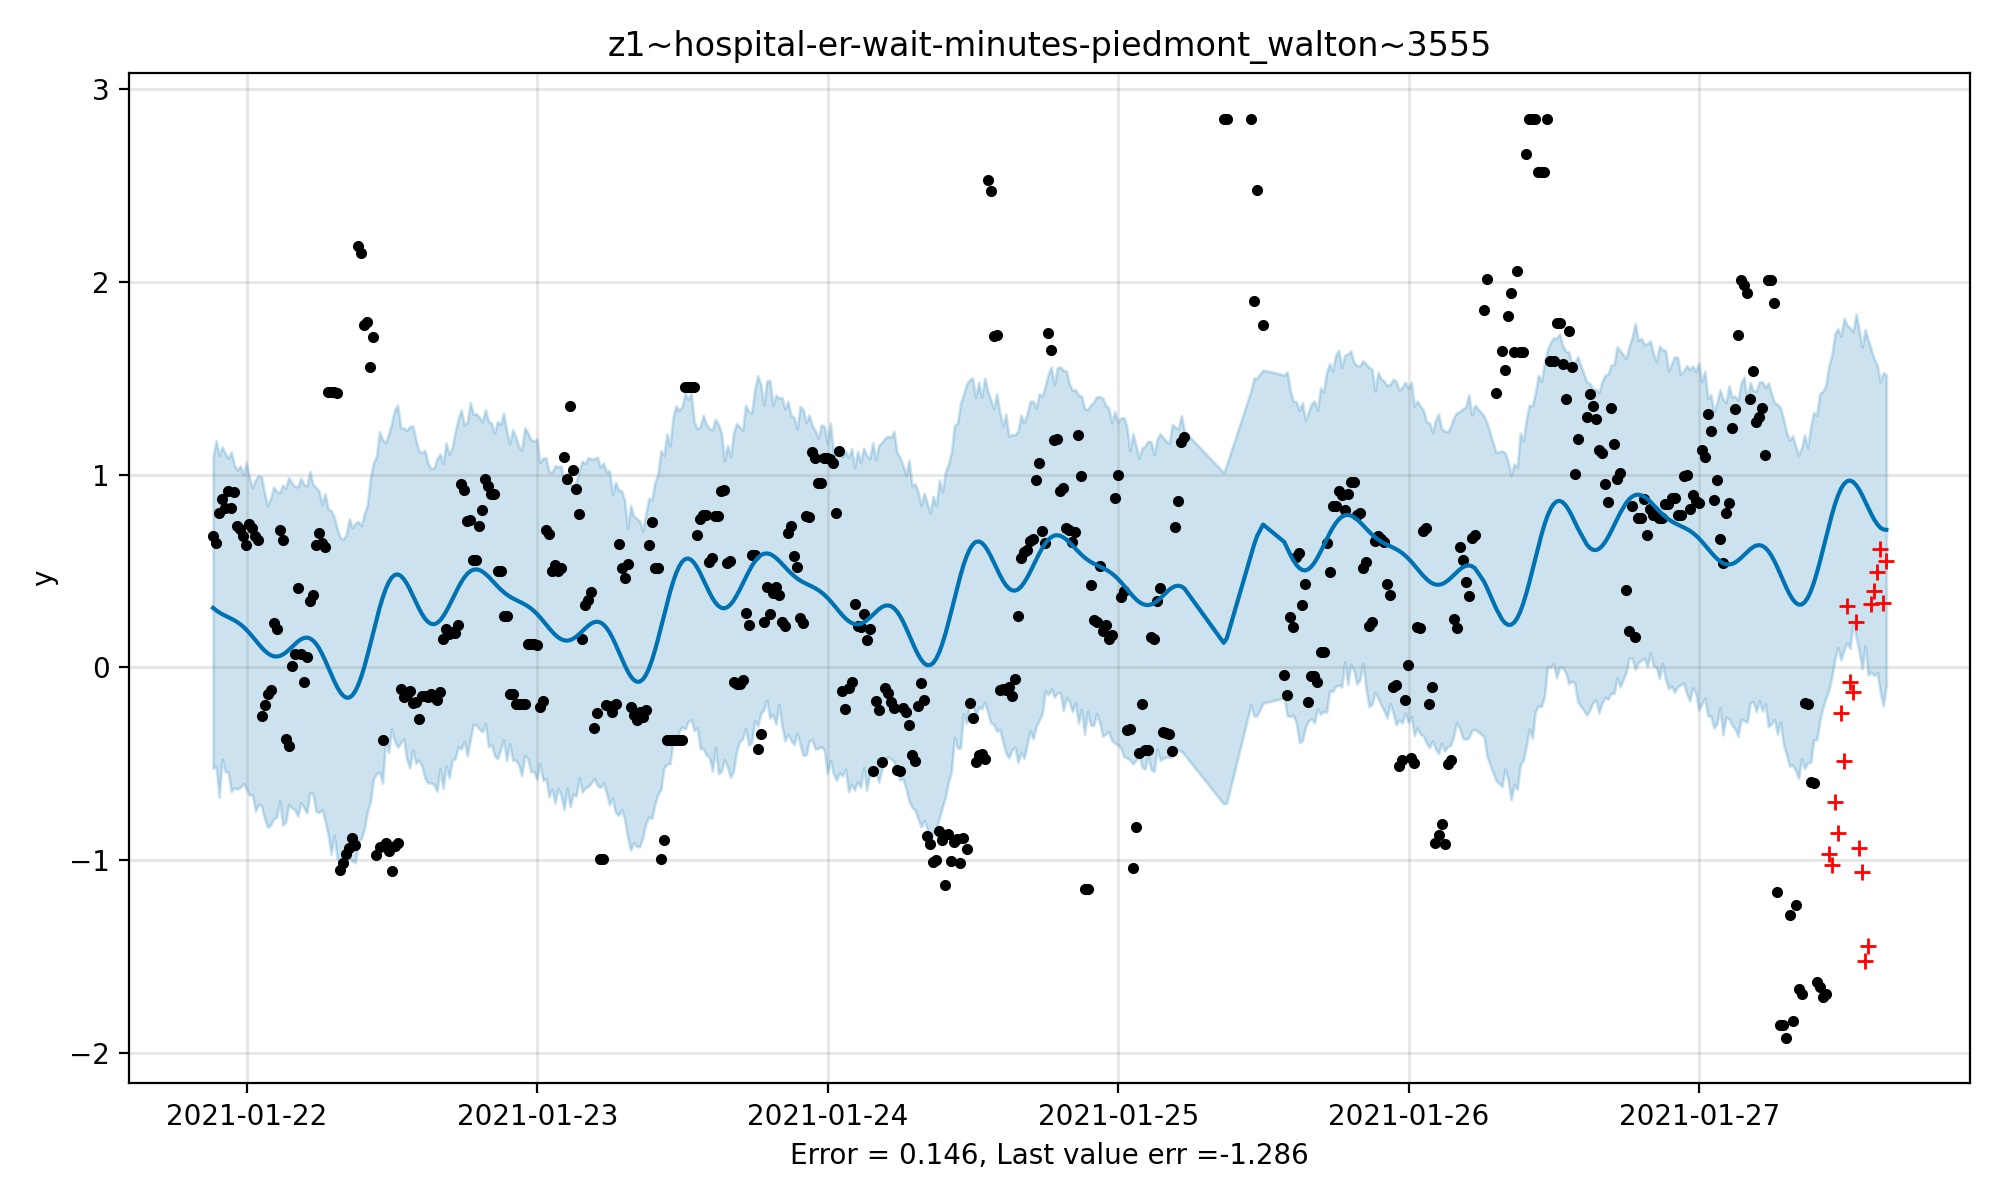 z1~hospital-er-wait-minutes-piedmont_walton~3555
3
2
1
0
−1
−2
y
2021-01-22 2021-01-23 2021-01-24 2021-01-25 2021-01-26 2021-01-27
Error = 0.146, Last value err =-1.286